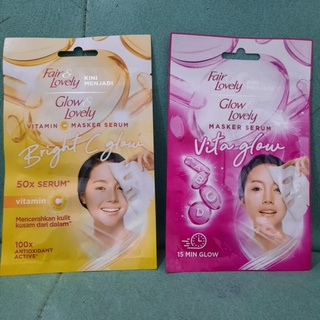 Fair & Lovely
KINI MENJADI
Glow & Lovely
VITAMIN C MASKER SERUM
Bright C glow
50X SERUM*
vitamin C
Mencerahkan kulit
kusam dari dalam*
100x
ANTIOXIDANT
ACTIVE*
Fair & Lovely
Glow & Lovely
MASKER SERUM
Vita glow
15 MIN GLOW